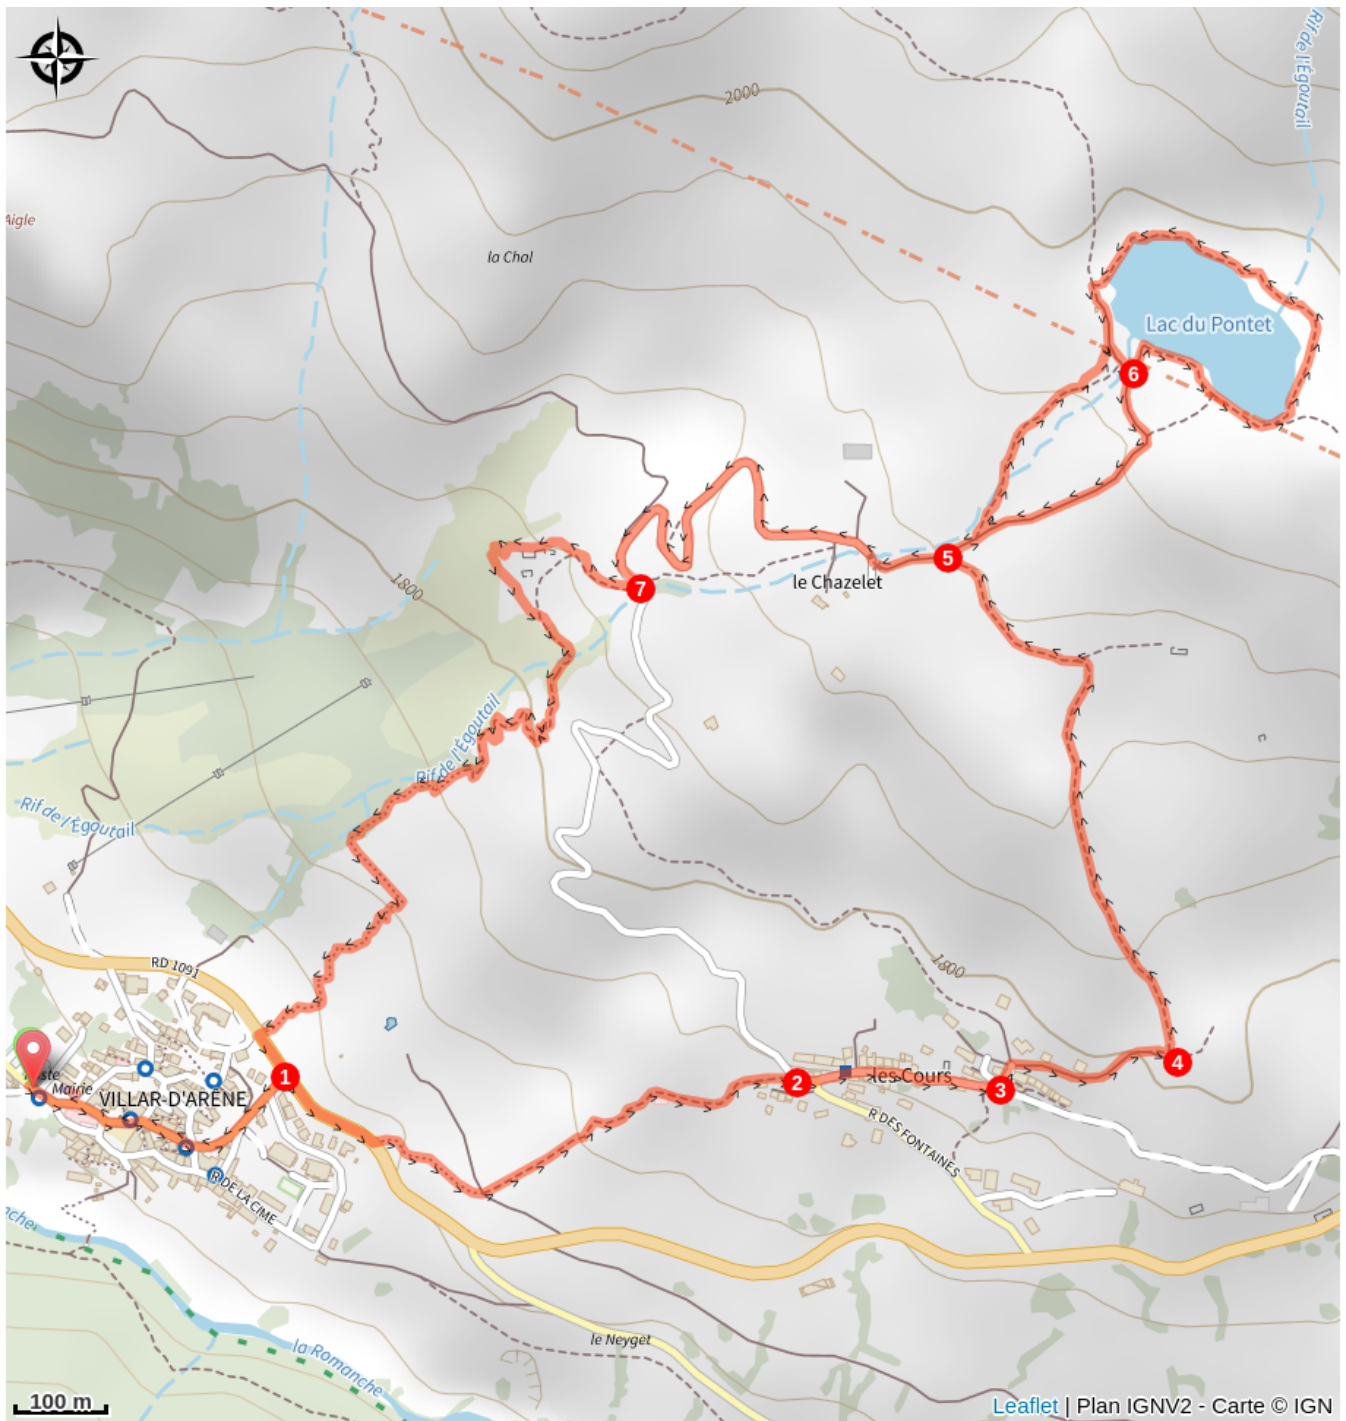 2000
Rif de l'Égoutail
Aigle
la Chal
Lac du Pontet
6
5
le Chazelet
7
1800
Rif de l'Égoutail
Rif de l'Égoutail
RD 1091
1800
4
Mairie
VILLAR-D'ARÊNE
1
2
les Cours
3
R DES FONTAINES
R DE LA CIME
le Neyget
la Romanche
100 m
Leaflet | Plan IGNV2 - Carte © IGN